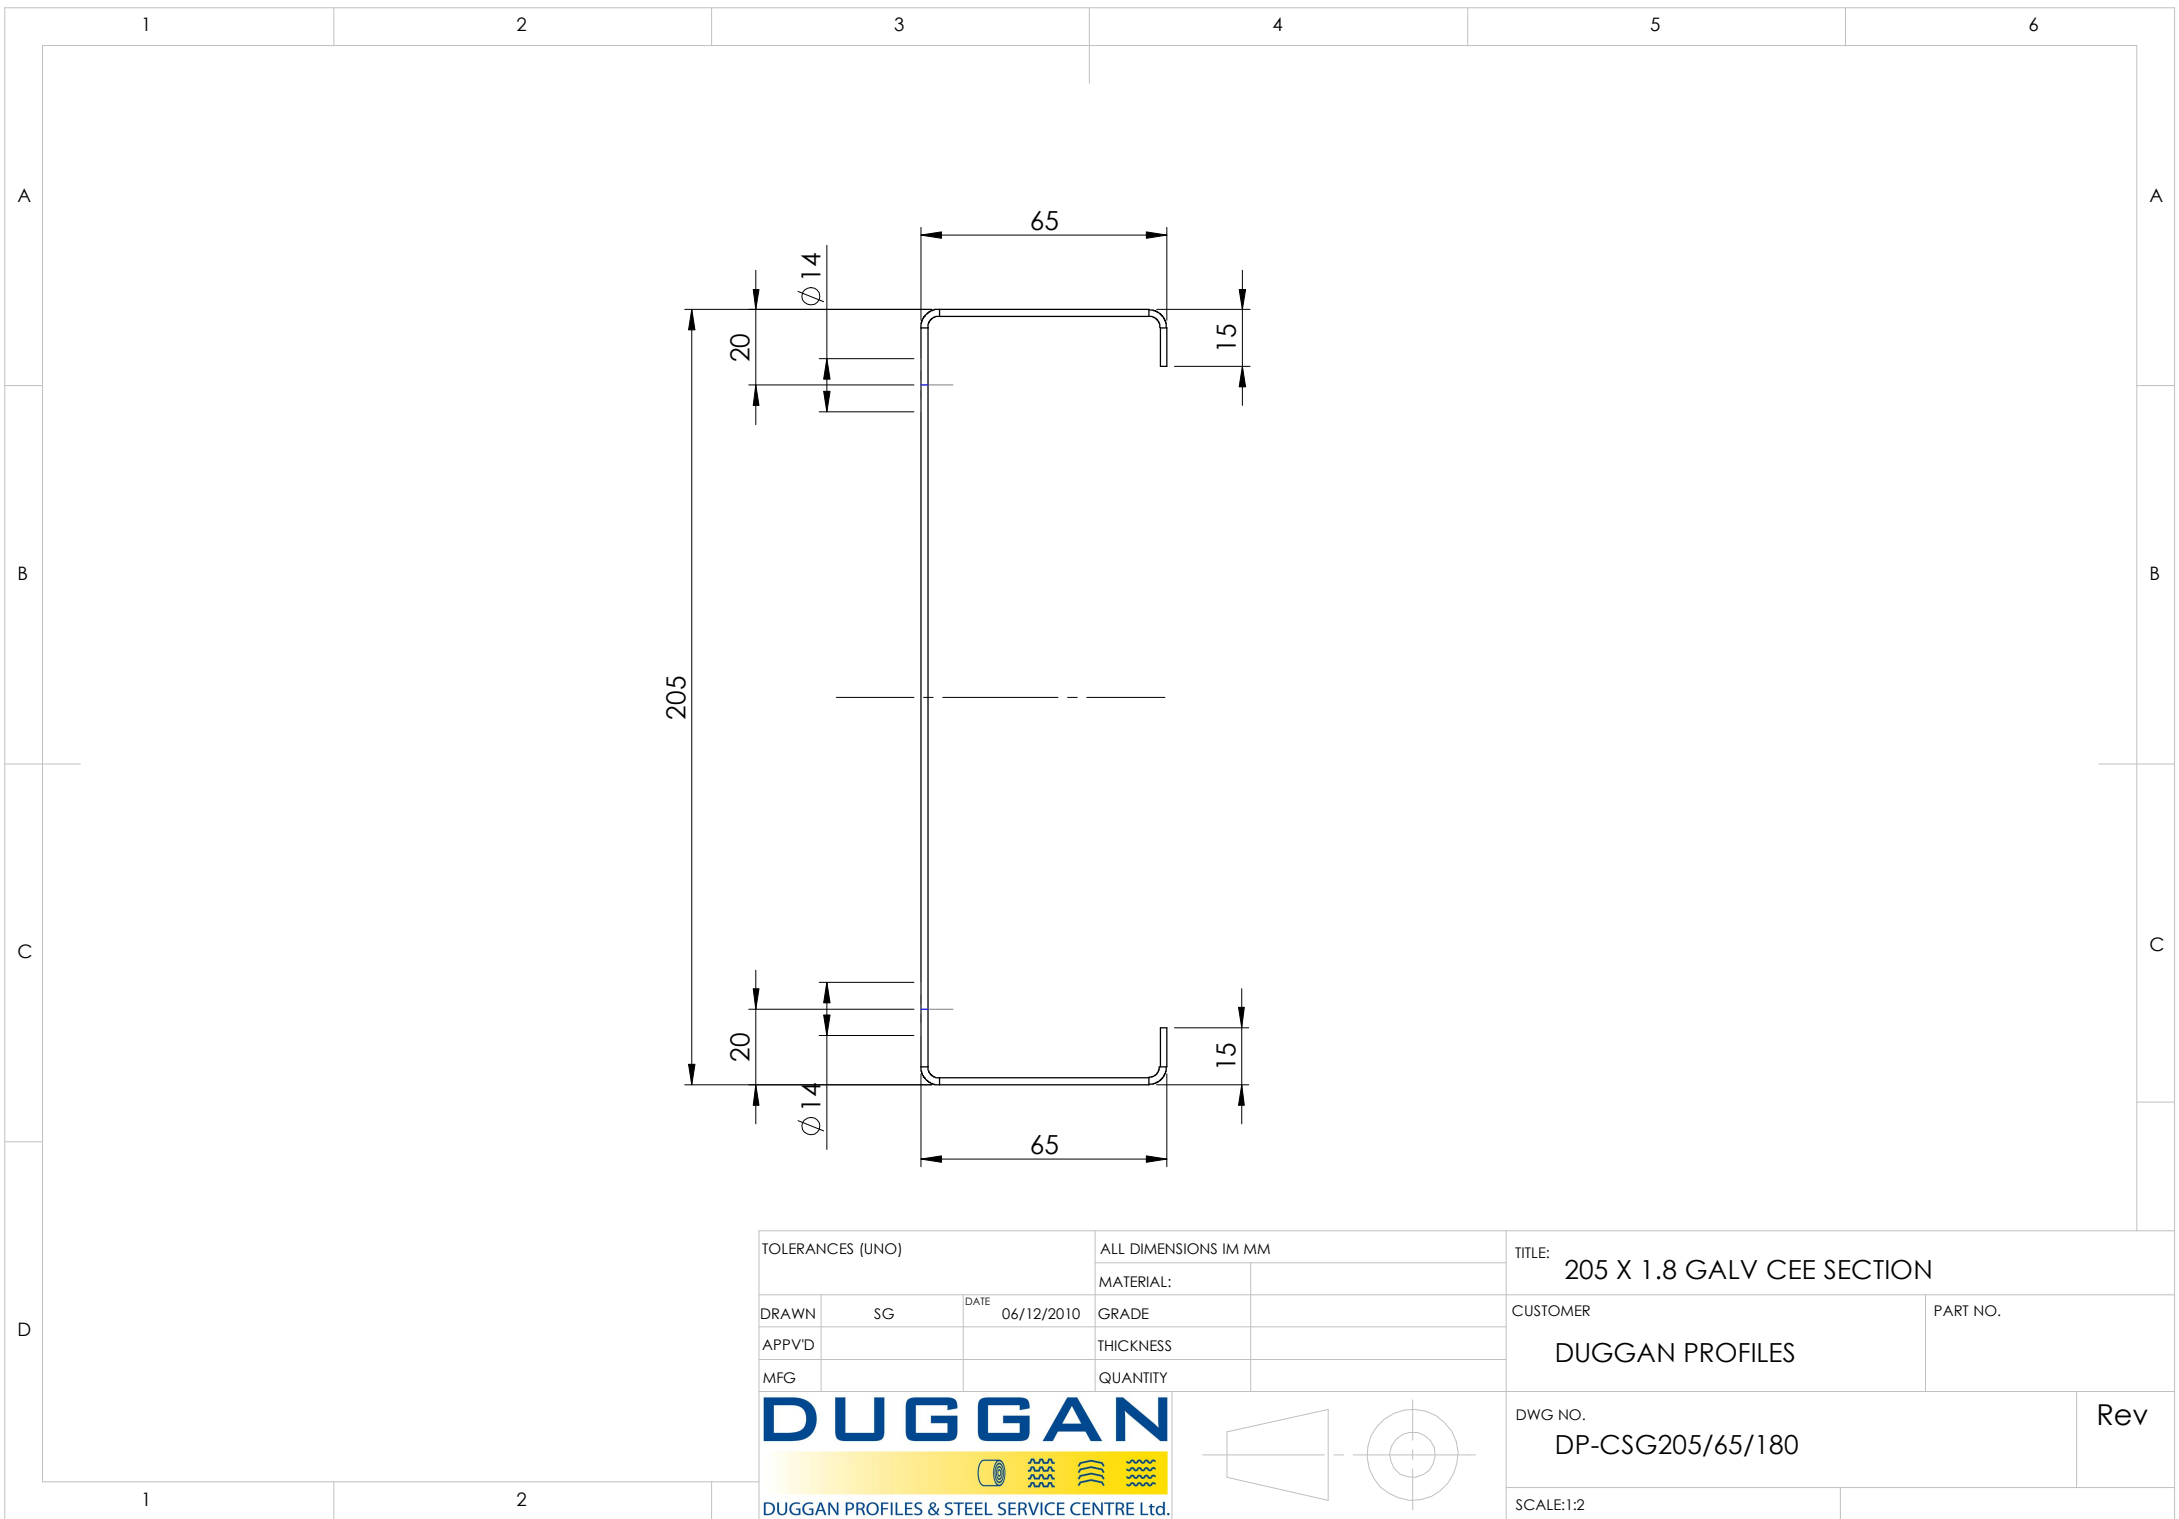 1 2 3 4 5 6
A A
65
Ø 14
20
15
B B
205
C C
20
15
Ø 14
65
TOLERANCES (UNO)
ALL DIMENSIONS IM MM
MATERIAL:
TITLE: 205 X 1.8 GALV CEE SECTION
DRAWN SG DATE 06/12/2010 GRADE
CUSTOMER
DUGGAN PROFILES
PART NO.
D
APPV'D
THICKNESS
MFG
QUANTITY
DUGGAN
DUGGAN PROFILES & STEEL SERVICE CENTRE Ltd.
DWG NO.
DP-CSG205/65/180
Rev
SCALE:1:2
1 2